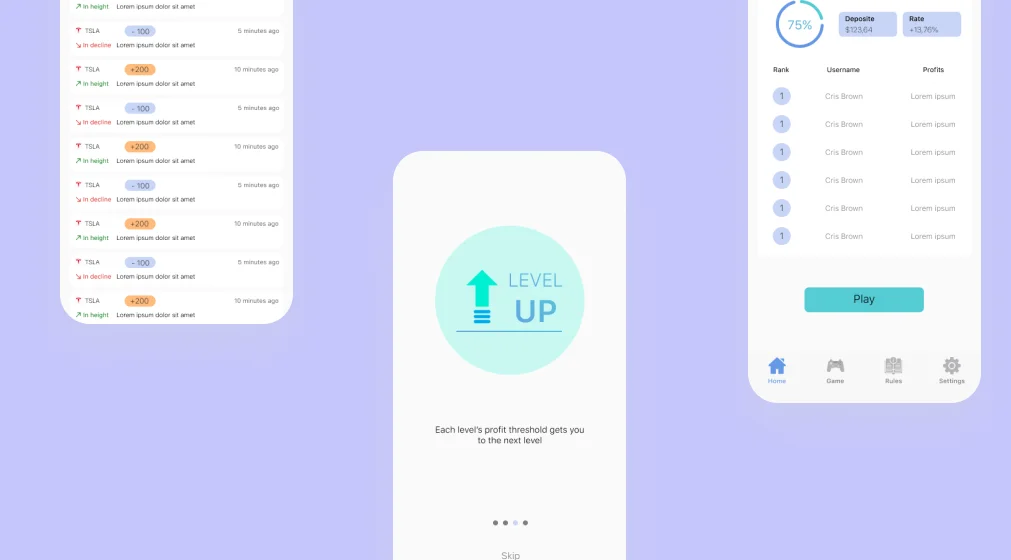 In height Lorem ipsum dolor sit amet
TSLA - 100 5 minutes ago
In decline Lorem ipsum dolor sit amet
TSLA +200 10 minutes ago
In height Lorem ipsum dolor sit amet
TSLA - 100 5 minutes ago
In decline Lorem ipsum dolor sit amet
TSLA +200 10 minutes ago
In height Lorem ipsum dolor sit amet
TSLA - 100 5 minutes ago
In decline Lorem ipsum dolor sit amet
TSLA +200 10 minutes ago
In height Lorem ipsum dolor sit amet
TSLA - 100 5 minutes ago
In decline Lorem ipsum dolor sit amet
TSLA +200 10 minutes ago
In height Lorem ipsum dolor sit amet
LEVEL
UP
Each level's profit threshold gets you
to the next level
Skip
75%
Deposite
$123,64
Rate
+13,76%
Rank Username Profits
1 Cris Brown Lorem ipsum
1 Cris Brown Lorem ipsum
1 Cris Brown Lorem ipsum
1 Cris Brown Lorem ipsum
1 Cris Brown Lorem ipsum
1 Cris Brown Lorem ipsum
Play
Home Game Rules Settings